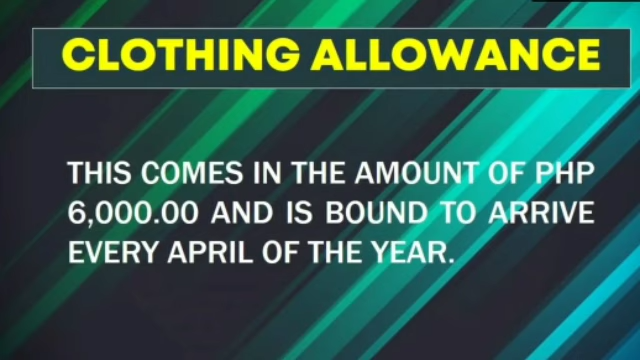 CLOTHING ALLOWANCE
THIS COMES IN THE AMOUNT OF PHP
6,000.00 AND IS BOUND TO ARRIVE
EVERY APRIL OF THE YEAR.